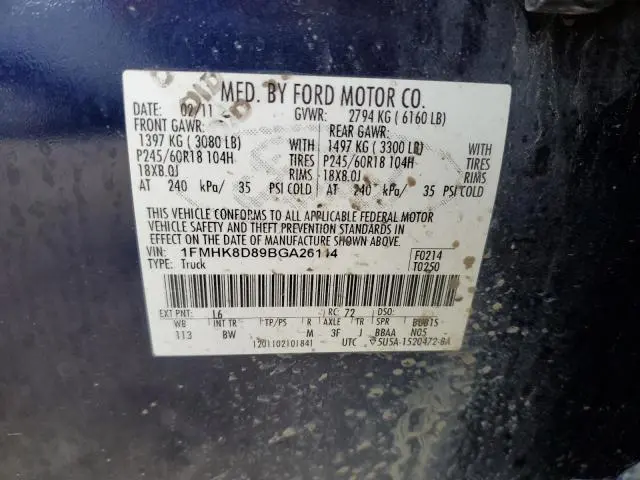 MFD. BY FORD MOTOR CO.
DATE: 02/11 GVWR: 2794 KG ( 6160 LB)
FRONT GAWR: REAR GAWR:
1397 KG ( 3080 LB) WITH 1497 KG ( 3300 LB) WITH
P245/60R18 104H TIRES P245/60R18 104H TIRES
18X8.0J RIMS 18X8.0J RIMS
AT 240 kPa/ 35 PSI COLD AT 240 kPa/ 35 PSI COLD
THIS VEHICLE CONFORMS TO ALL APPLICABLE FEDERAL MOTOR
VEHICLE SAFETY AND THEFT PREVENTION STANDARDS IN
EFFECT ON THE DATE OF MANUFACTURE SHOWN ABOVE.
VIN: 1FMHK8D89BGA26114 F0214
TYPE: Truck T0250
EXT PNT: L6 RC: 72 DSO:
WB INT TR TP/PS R AXLE TR SPR
113 BW M 3F J BBAA N05
1201102101841 UTC 5U5A-1520472-BA